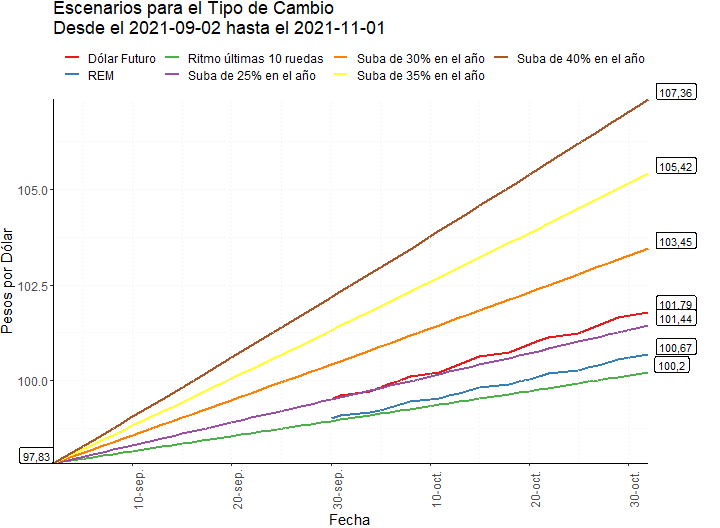 Escenarios para el Tipo de Cambio
Desde el 2021-09-02 hasta el 2021-11-01
Dólar Futuro
Ritmo últimas 10 ruedas
Suba de 30% en el año
Suba de 40% en el año
REM
Suba de 25% en el año
Suba de 35% en el año
107,36
105,42
105.0
103,45
Pesos por Dólar
102.5
101,79
101,44
100,67
100,2
100.0
97,83
10-sep.
20-sep.
30-sep.
10-oct.
20-oct.
30-oct.
Fecha